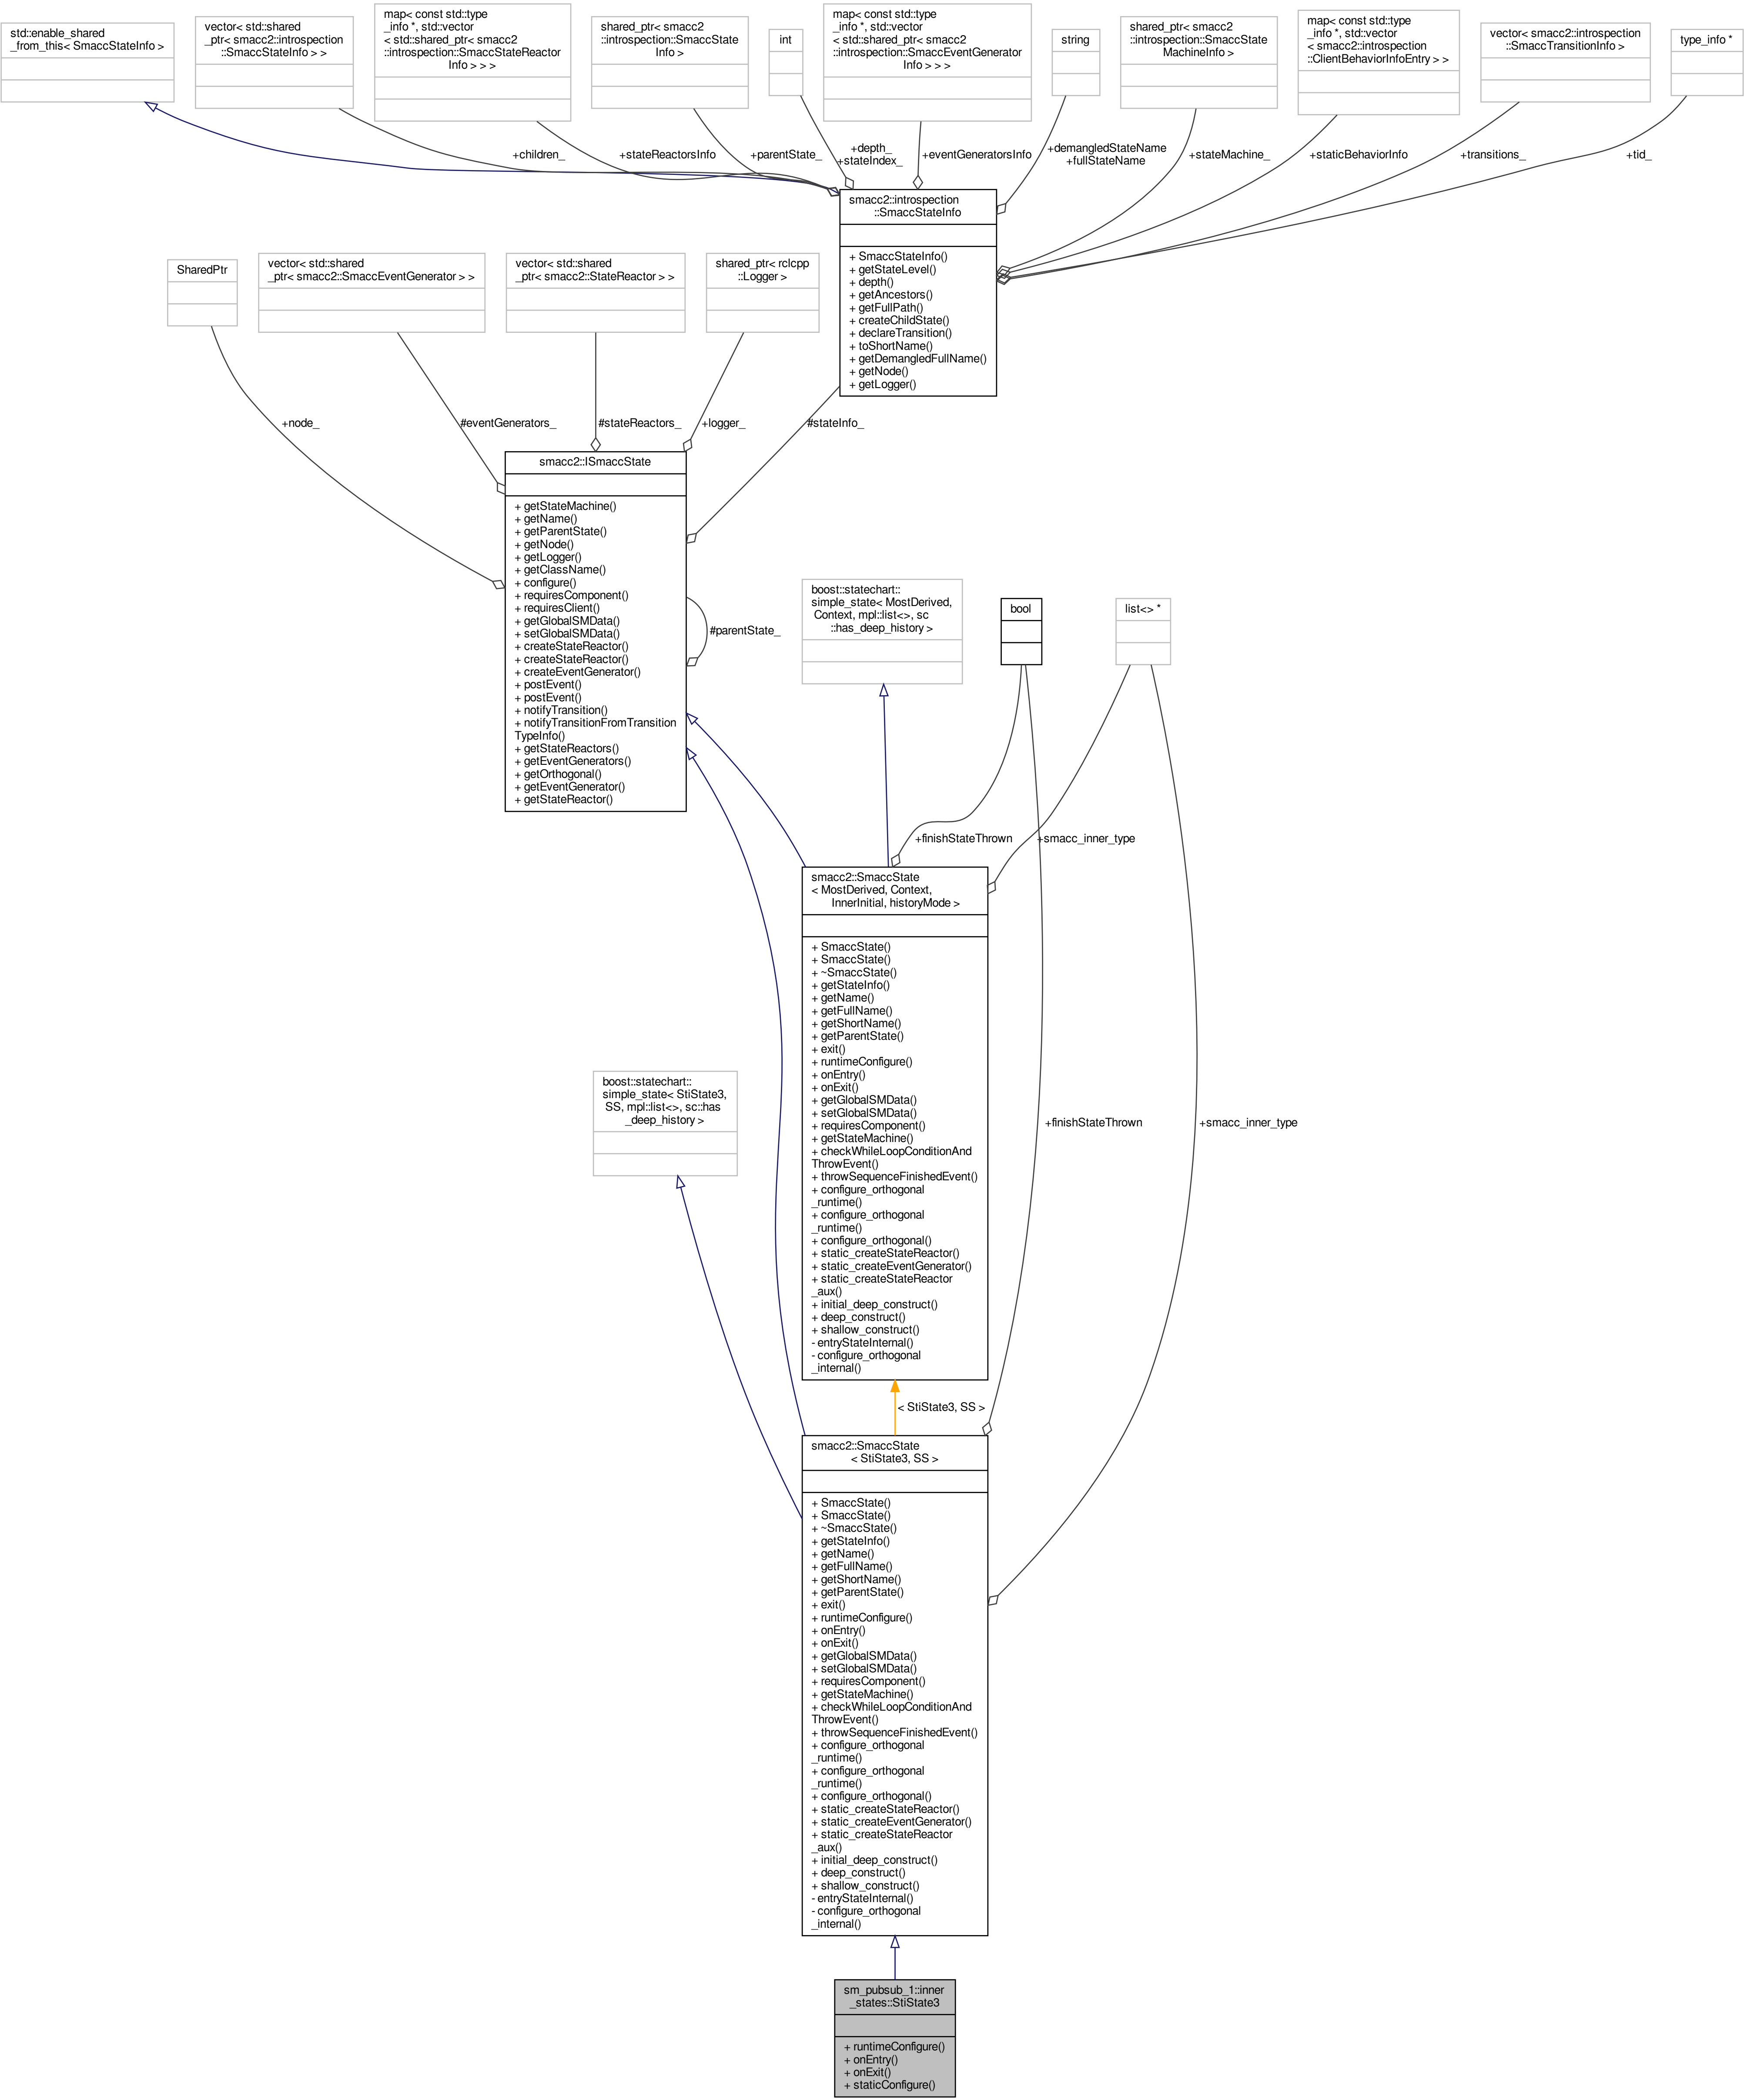 std::enable_shared
_from_this< SmaccStateInfo >
vector< std::shared
_ptr< smacc2::introspection
::SmaccStateInfo > >
map< const std::type
_info *, std::vector
< std::shared_ptr< smacc2
::introspection::SmaccStateReactor
Info > > >
shared_ptr< smacc2
::introspection::SmaccState
Info >
int
map< const std::type
_info *, std::vector
< std::shared_ptr< smacc2
::introspection::SmaccEventGenerator
Info > > >
string
shared_ptr< smacc2
::introspection::SmaccState
MachineInfo >
map< const std::type
_info *, std::vector
< smacc2::introspection
::ClientBehaviorInfoEntry > >
vector< smacc2::introspection
::SmaccTransitionInfo >
type_info *
+children_
+stateReactorsInfo
+parentState_
+depth_
+stateIndex_
+eventGeneratorsInfo
+demangledStateName
+fullStateName
+stateMachine_
+staticBehaviorInfo
+transitions_
+tid_
smacc2::introspection
::SmaccStateInfo
+ SmaccStateInfo()
+ getStateLevel()
+ depth()
+ getAncestors()
+ getFullPath()
+ createChildState()
+ declareTransition()
+ toShortName()
+ getDemangledFullName()
+ getNode()
+ getLogger()
SharedPtr
vector< std::shared
_ptr< smacc2::SmaccEventGenerator > >
vector< std::shared
_ptr< smacc2::StateReactor > >
shared_ptr< rclcpp
::Logger >
+node_
#eventGenerators_
#stateReactors_
+logger_
#stateInfo_
smacc2::ISmaccState
+ getStateMachine()
+ getName()
+ getParentState()
+ getNode()
+ getLogger()
+ getClassName()
+ configure()
+ requiresComponent()
+ requiresClient()
+ getGlobalSMData()
+ setGlobalSMData()
+ createStateReactor()
+ createStateReactor()
+ createEventGenerator()
+ postEvent()
+ postEvent()
+ notifyTransition()
+ notifyTransitionFromTransition
TypeInfo()
+ getStateReactors()
+ getEventGenerators()
+ getOrthogonal()
+ getEventGenerator()
+ getStateReactor()
#parentState_
boost::statechart::
simple_state< MostDerived,
Context, mpl::list<>, sc
::has_deep_history >
bool
list<> *
+finishStateThrown
+smacc_inner_type
smacc2::SmaccState
< MostDerived, Context,
InnerInitial, historyMode >
+ SmaccState()
+ SmaccState()
+ ~SmaccState()
+ getStateInfo()
+ getName()
+ getFullName()
+ getShortName()
+ getParentState()
+ exit()
+ runtimeConfigure()
+ onEntry()
+ onExit()
+ getGlobalSMData()
+ setGlobalSMData()
+ requiresComponent()
+ getStateMachine()
+ checkWhileLoopConditionAnd
ThrowEvent()
+ throwSequenceFinishedEvent()
+ configure_orthogonal
_runtime()
+ configure_orthogonal
_runtime()
+ configure_orthogonal()
+ static_createStateReactor()
+ static_createEventGenerator()
+ static_createStateReactor
_aux()
+ initial_deep_construct()
+ deep_construct()
+ shallow_construct()
- entryStateInternal()
- configure_orthogonal
_internal()
boost::statechart::
simple_state< StiState3,
SS, mpl::list<>, sc::has
_deep_history >
+finishStateThrown
+smacc_inner_type
< StiState3, SS >
smacc2::SmaccState
< StiState3, SS >
+ SmaccState()
+ SmaccState()
+ ~SmaccState()
+ getStateInfo()
+ getName()
+ getFullName()
+ getShortName()
+ getParentState()
+ exit()
+ runtimeConfigure()
+ onEntry()
+ onExit()
+ getGlobalSMData()
+ setGlobalSMData()
+ requiresComponent()
+ getStateMachine()
+ checkWhileLoopConditionAnd
ThrowEvent()
+ throwSequenceFinishedEvent()
+ configure_orthogonal
_runtime()
+ configure_orthogonal
_runtime()
+ configure_orthogonal()
+ static_createStateReactor()
+ static_createEventGenerator()
+ static_createStateReactor
_aux()
+ initial_deep_construct()
+ deep_construct()
+ shallow_construct()
- entryStateInternal()
- configure_orthogonal
_internal()
sm_pubsub_1::inner
_states::StiState3
+ runtimeConfigure()
+ onEntry()
+ onExit()
+ staticConfigure()